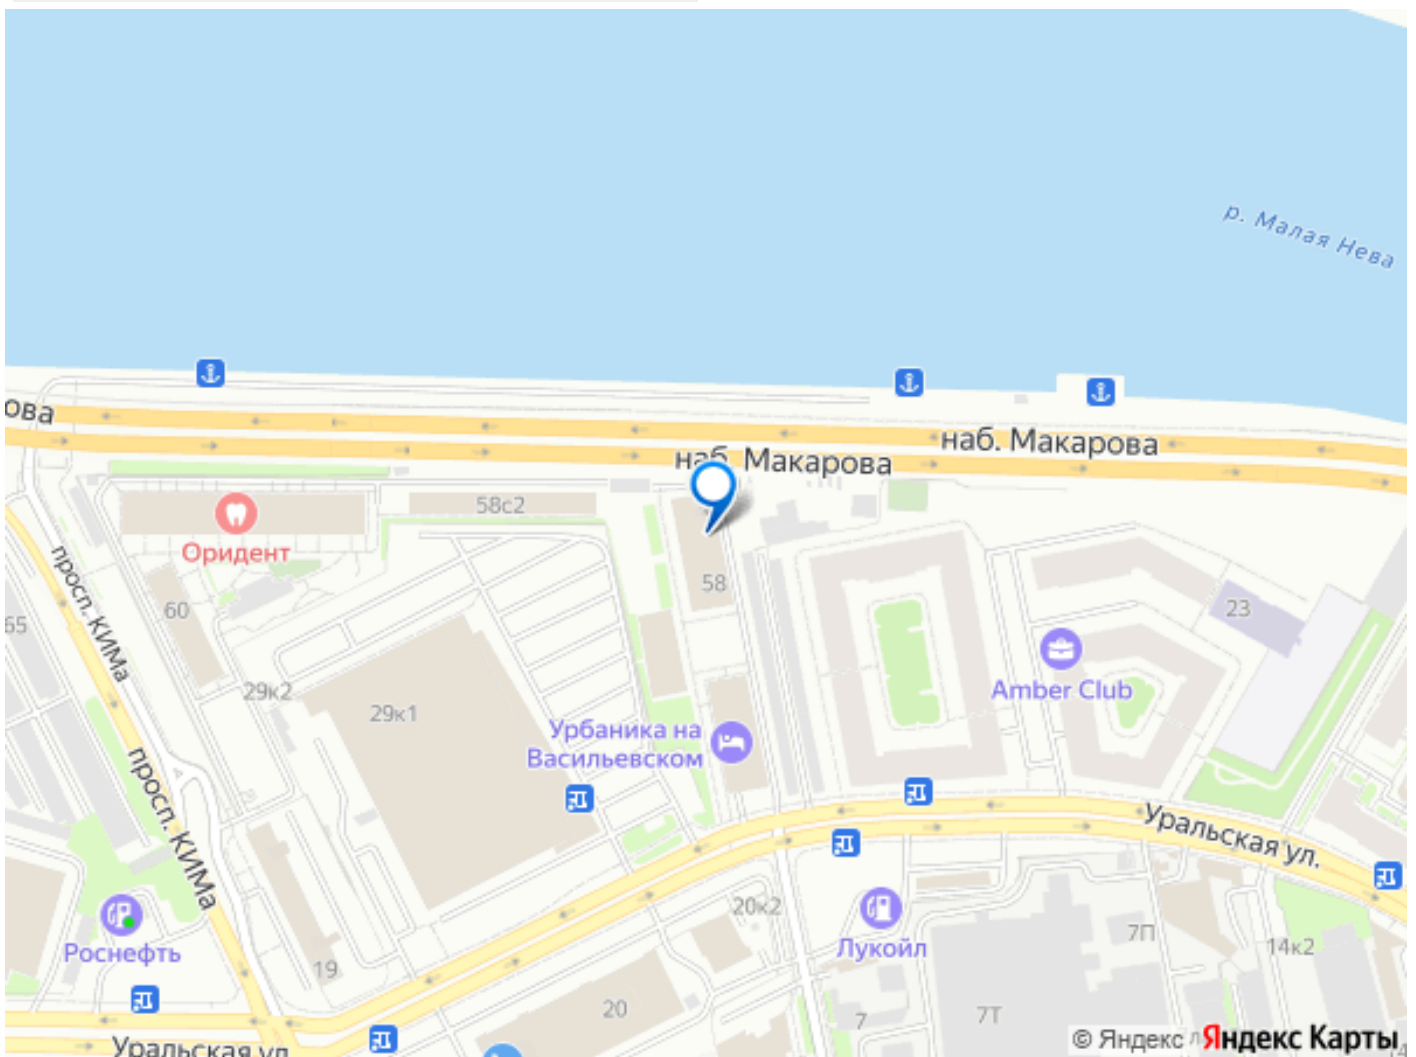 р. Малая Нева
ова
наб. Макарова
наб. Макарова
58с2
Оридент
просп. КИМа
58
60
65
23
29к2
29к1
Amber Club
Урбаника на
Васильевском
просп. КИМа
Уральская ул.
20к2
Роснефть
Лукойл
7П
14к2
19
20
7
7Т
Уральская ул
© Яндекс
Яндекс Карты